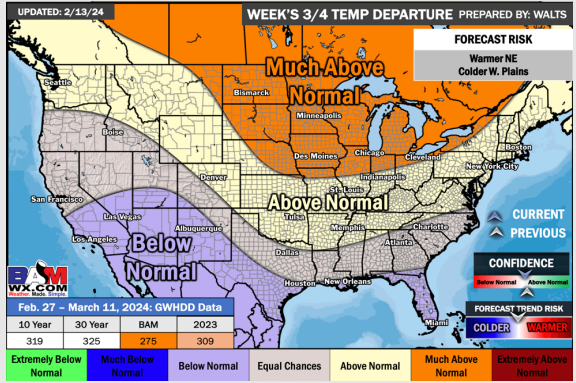 UPDATED: 2/13/24
WEEK'S 3/4 TEMP DEPARTURE PREPARED BY: WALTS
FORECAST RISK
Warmer NE
Colder W. Plains
Much Above
Normal
Seattle
Bismarck
Minneapolis
Boise
Boston
Des Moines
Chicago
Cleveland
New York City
Denver
Indianapolis
San Francisco
St. Louis
Above Normal
Las Vegas
Tulsa
Memphis
Charlotte
Albuquerque
Los Angeles
Atlanta
Below
Normal
Dallas
Houston
New Orleans
Miami
CURRENT
PREVIOUS
CONFIDENCE
Below Normal
Above Normal
FORECAST TREND RISK
COLDER
WARMER
BAM
WX.COM
Weather. Made. Simple.
Feb. 27 – March 11, 2024: GWHDD Data
10 Year 30 Year BAM 2023
319 325 275 309
Extremely Below
Normal
Much Below
Normal
Below Normal
Equal Chances
Above Normal
Much Above
Normal
Extremely Above
Normal